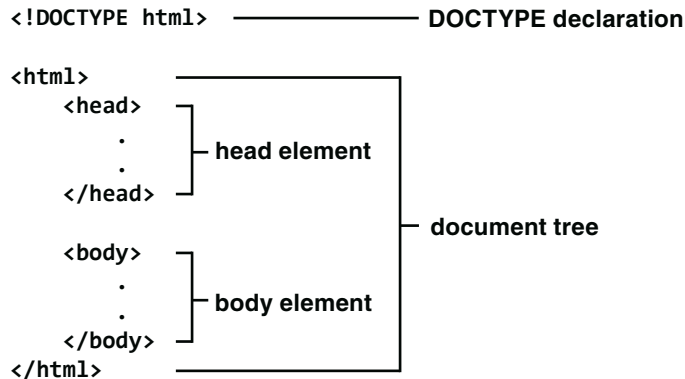 <!DOCTYPE html> DOCTYPE declaration
<html>
<head>
.
head element
.
</head>
document tree
<body>
.
body element
.
</body>
</html>